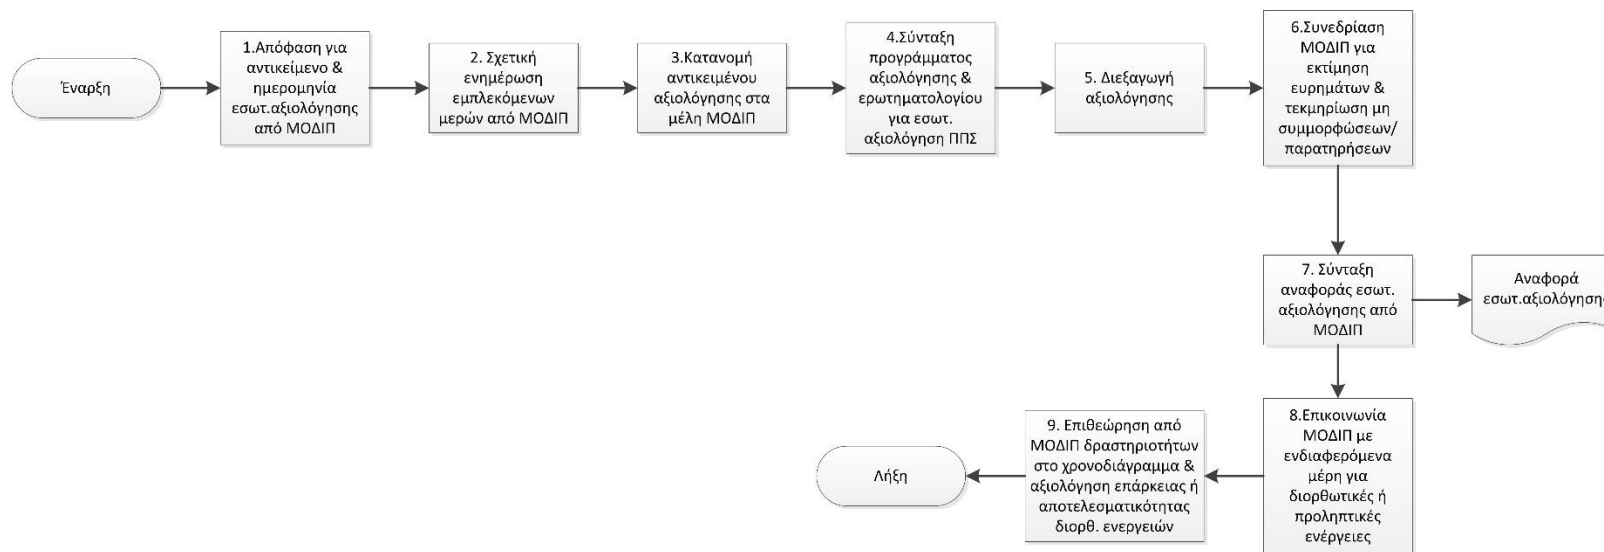 Έναρξη
1.Απόφαση για
αντικείμενο &
ημερομηνία
εσωτ.αξιολόγησης
από ΜΟΔΙΠ
2. Σχετική
ενημέρωση
εμπλεκόμενων
μερών από ΜΟΔΙΠ
3.Κατανομή
αντικειμένου
αξιολόγησης στα
μέλη ΜΟΔΙΠ
4.Σύνταξη
προγράμματος
αξιολόγησης &
ερωτηματολογίου
για εσωτ.
αξιολόγηση ΠΠΣ
5. Διεξαγωγή
αξιολόγησης
6.Συνεδρίαση
ΜΟΔΙΠ για
εκτίμηση
ευρημάτων &
τεκμηρίωση μη
συμμορφώσεων/
παρατηρήσεων
7. Σύνταξη
αναφοράς εσωτ.
αξιολόγησης από
ΜΟΔΙΠ
Αναφορά
εσωτ.αξιολόγησης
8.Επικοινωνία
ΜΟΔΙΠ με
ενδιαφερόμενα
μέρη για
διορθωτικές ή
προληπτικές
ενέργειες
9. Επιθεώρηση από
ΜΟΔΙΠ δραστηριοτήτων
στο χρονοδιάγραμμα &
αξιολόγηση επάρκειας ή
αποτελεσματικότητας
διορθ. ενεργειών
Λήξη